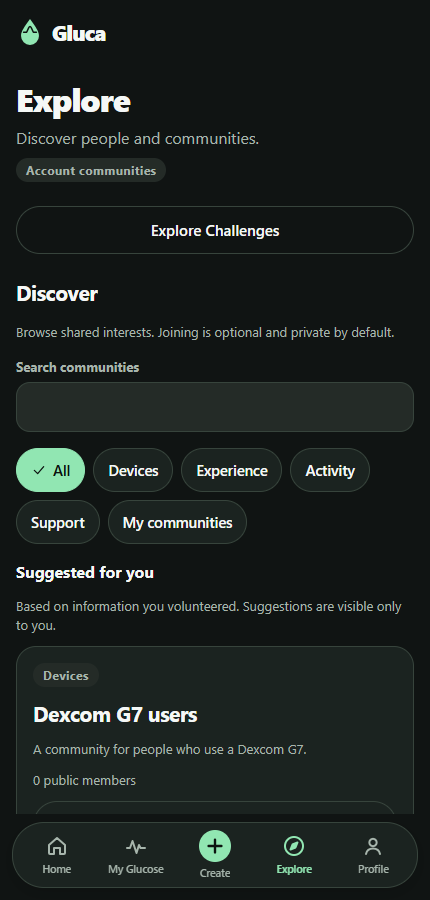 Gluca
Explore
Discover people and communities.
Account communities
Explore Challenges
Discover
Browse shared interests. Joining is optional and private by default.
Search communities
All
Devices
Experience
Activity
Support
My communities
Suggested for you
Based on information you volunteered. Suggestions are visible only
to you.
Devices
Dexcom G7 users
A community for people who use a Dexcom G7.
0 public members
Home
My Glucose
Create
Explore
Profile